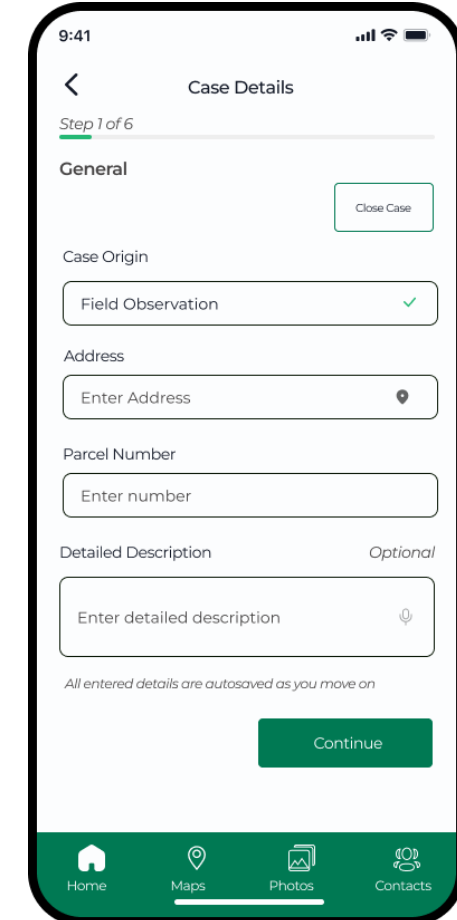 9:41
Case Details
Step 1 of 6
General
Close Case
Case Origin
Field Observation
Address
Enter Address
Parcel Number
Enter number
Detailed Description Optional
Enter detailed description
All entered details are autosaved as you move on
Continue
Home Maps Photos Contacts